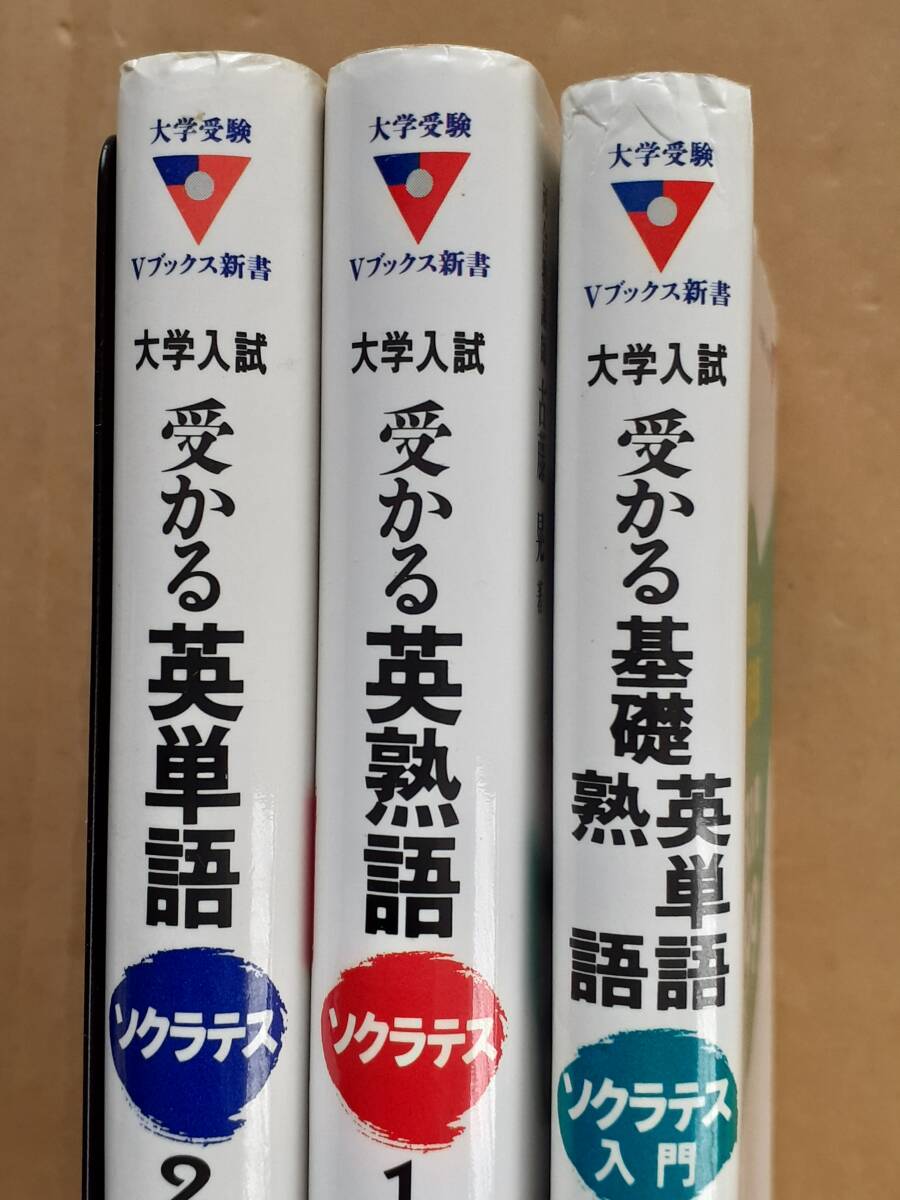 大学受験
Vブックス新書
大学入試
受かる英単語
ソクラテス
2
大学受験
Vブックス新書
大学入試
受かる英熟語
ソクラテス
1
大学受験
Vブックス新書
大学入試
受かる基礎
英単語
熟語
ソクラテス
入門